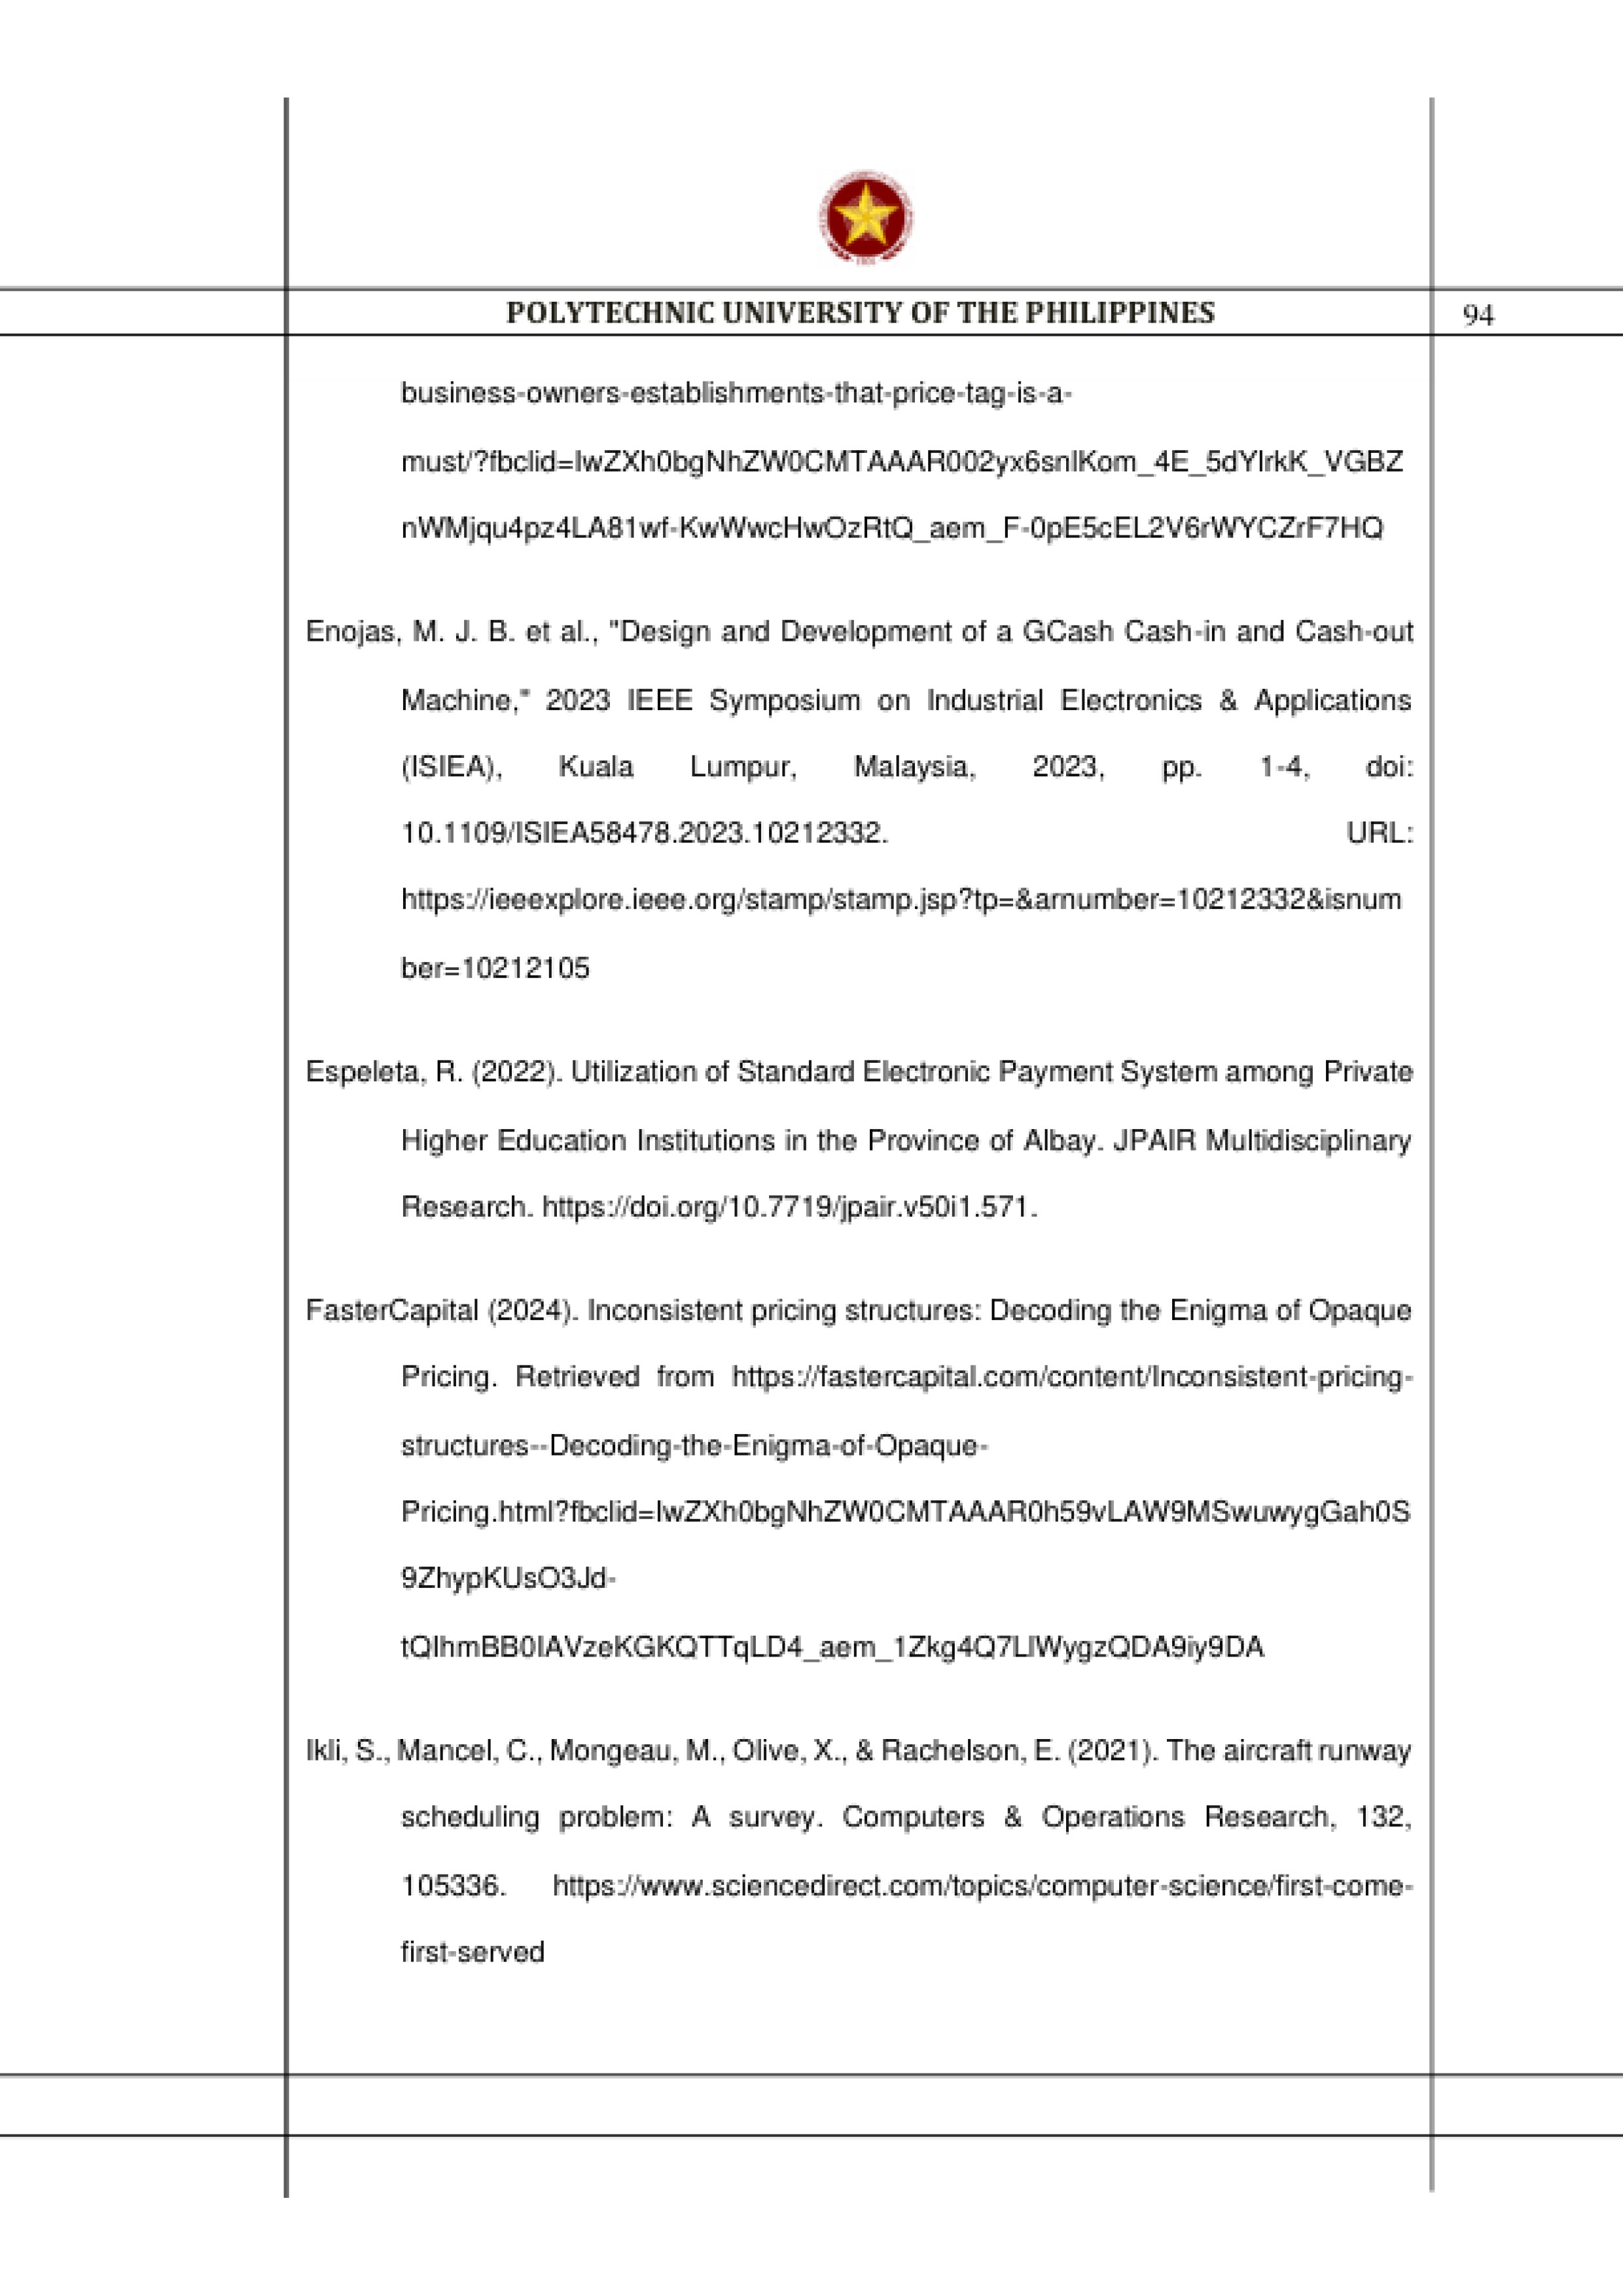 POLYTECHNIC UNIVERSITY OF THE PHILIPPINES
94
business-owners-establishments-that-price-tag-is-a-
must/?fbclid=IwZXh0bgNhZW0CMTAAAR002yx6snIKom_4E_5dYIrkK_VGBZ
nWMjqu4pz4LA81wf-KwWwcHwOzRtQ_aem_F-0pE5cEL2V6rWYCZrF7HQ
Enojas, M. J. B. et al., "Design and Development of a GCash Cash-in and Cash-out
Machine," 2023 IEEE Symposium on Industrial Electronics & Applications
(ISIEA), Kuala Lumpur, Malaysia, 2023, pp. 1-4, doi:
10.1109/ISIEA58478.2023.10212332. URL:
https://ieeexplore.ieee.org/stamp/stamp.jsp?tp=&arnumber=10212332&isnum
ber=10212105
Espeleta, R. (2022). Utilization of Standard Electronic Payment System among Private
Higher Education Institutions in the Province of Albay. JPAIR Multidisciplinary
Research. https://doi.org/10.7719/jpair.v50i1.571.
FasterCapital (2024). Inconsistent pricing structures: Decoding the Enigma of Opaque
Pricing. Retrieved from https://fastercapital.com/content/Inconsistent-pricing-
structures--Decoding-the-Enigma-of-Opaque-
Pricing.html?fbclid=IwZXh0bgNhZW0CMTAAAR0h59vLAW9MSwuwygGah0S
9ZhypKUsO3Jd-
tQIhmBB0IAVzeKGKQTTqLD4_aem_1Zkg4Q7LIWygzQDA9iy9DA
Ikli, S., Mancel, C., Mongeau, M., Olive, X., & Rachelson, E. (2021). The aircraft runway
scheduling problem: A survey. Computers & Operations Research, 132,
105336. https://www.sciencedirect.com/topics/computer-science/first-come-
first-served